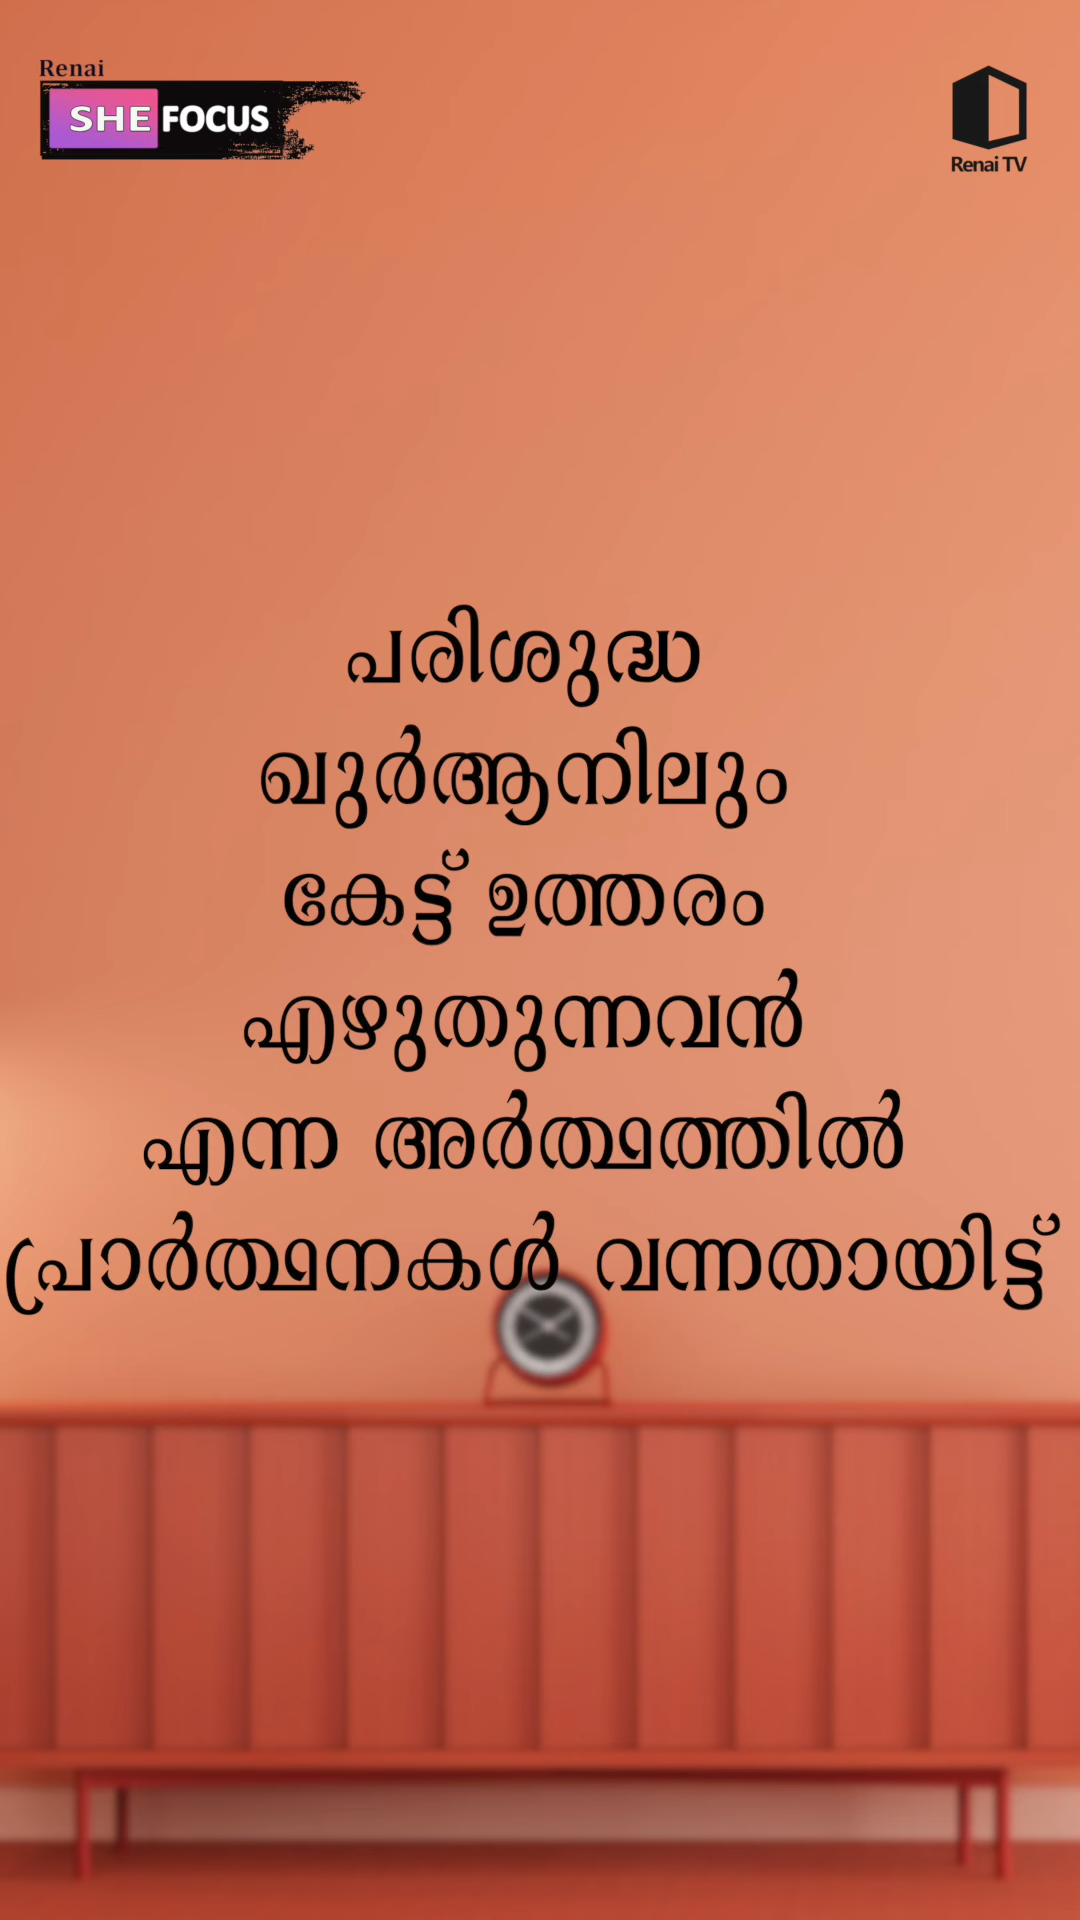 Renai
SHE FOCUS
Renai TV
പരിശുദ്ധ
ഖുർആനിലും
കേട്ട് ഉത്തരം
എഴുതുന്നവൻ
എന്ന അർത്ഥത്തിൽ
പ്രാർത്ഥനകൾ വന്നതായിട്ട്